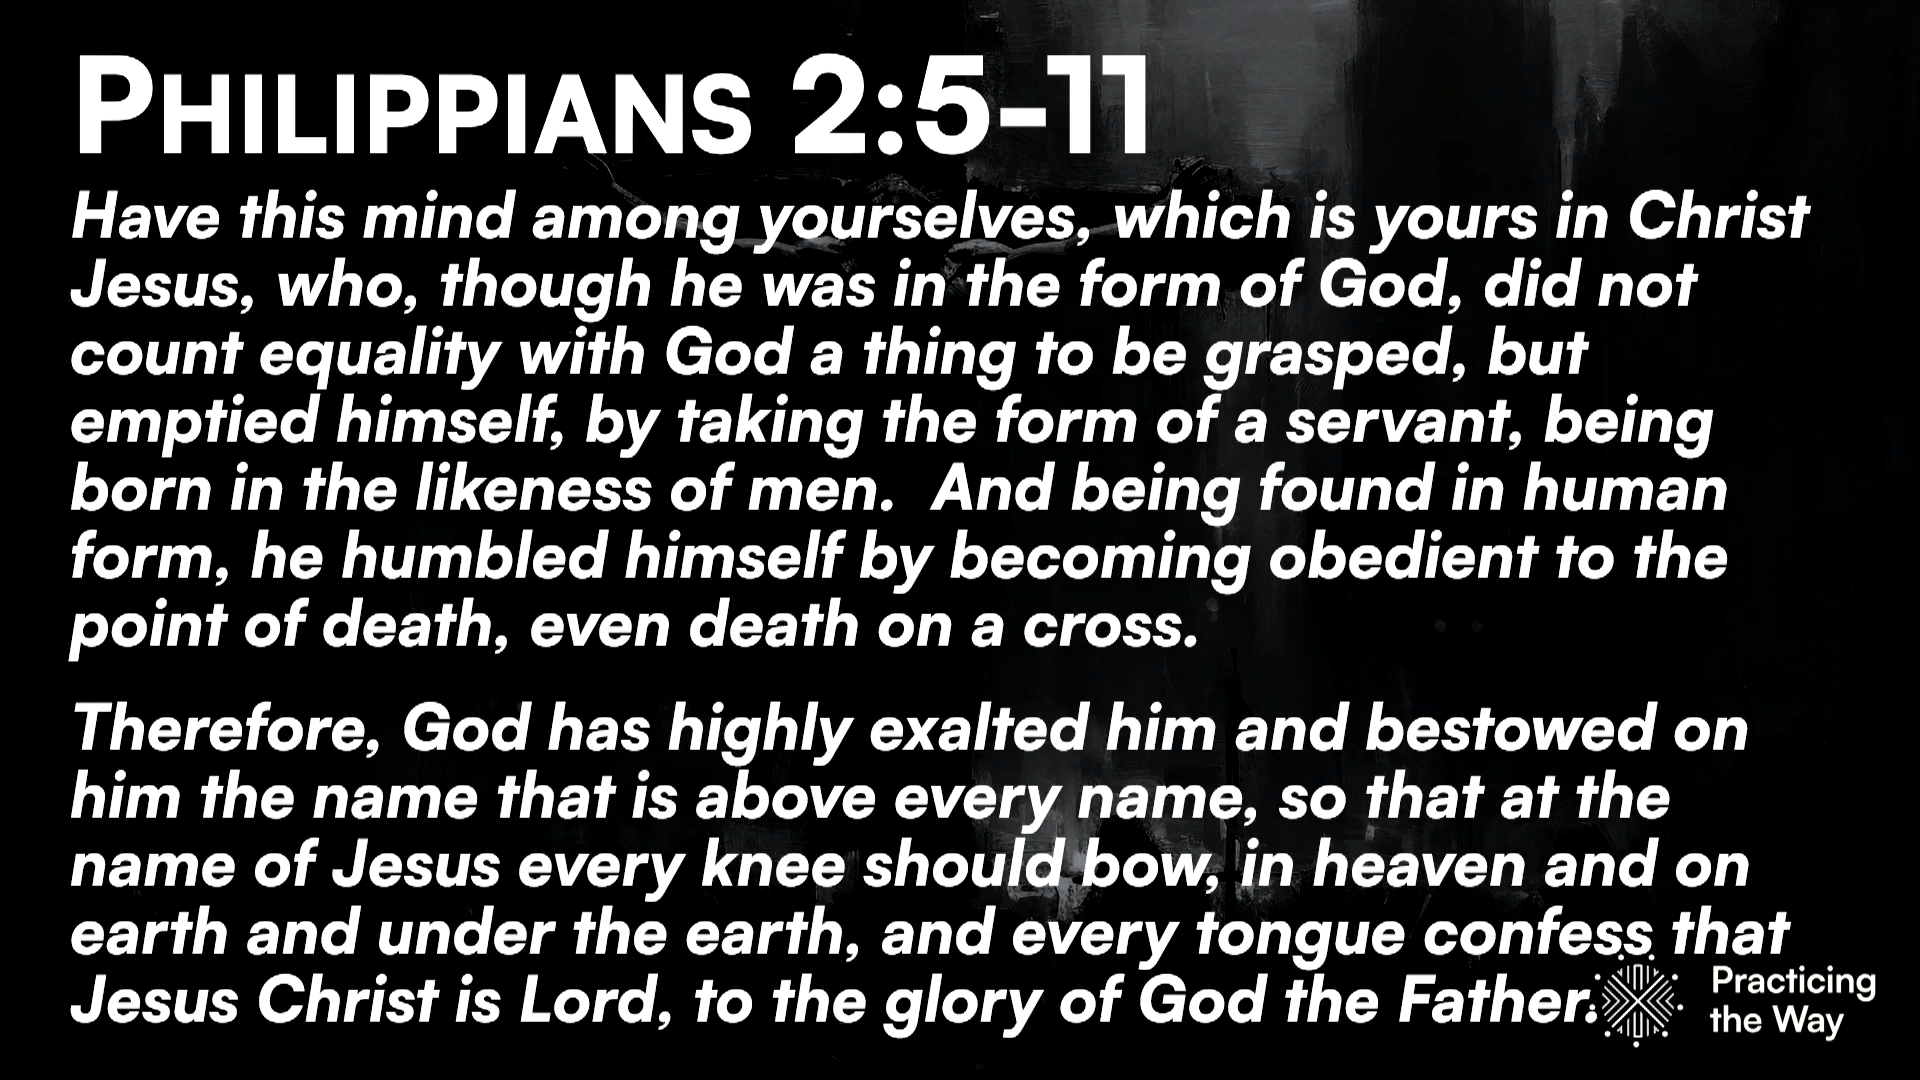 PHILIPPIANS 2:5-11
Have this mind among yourselves, which is yours in Christ
Jesus, who, though he was in the form of God, did not
count equality with God a thing to be grasped, but
emptied himself, by taking the form of a servant, being
born in the likeness of men.  And being found in human
form, he humbled himself by becoming obedient to the
point of death, even death on a cross.
Therefore, God has highly exalted him and bestowed on
him the name that is above every name, so that at the
name of Jesus every knee should bow, in heaven and on
earth and under the earth, and every tongue confess that
Jesus Christ is Lord, to the glory of God the Father.
Practicing
the Way